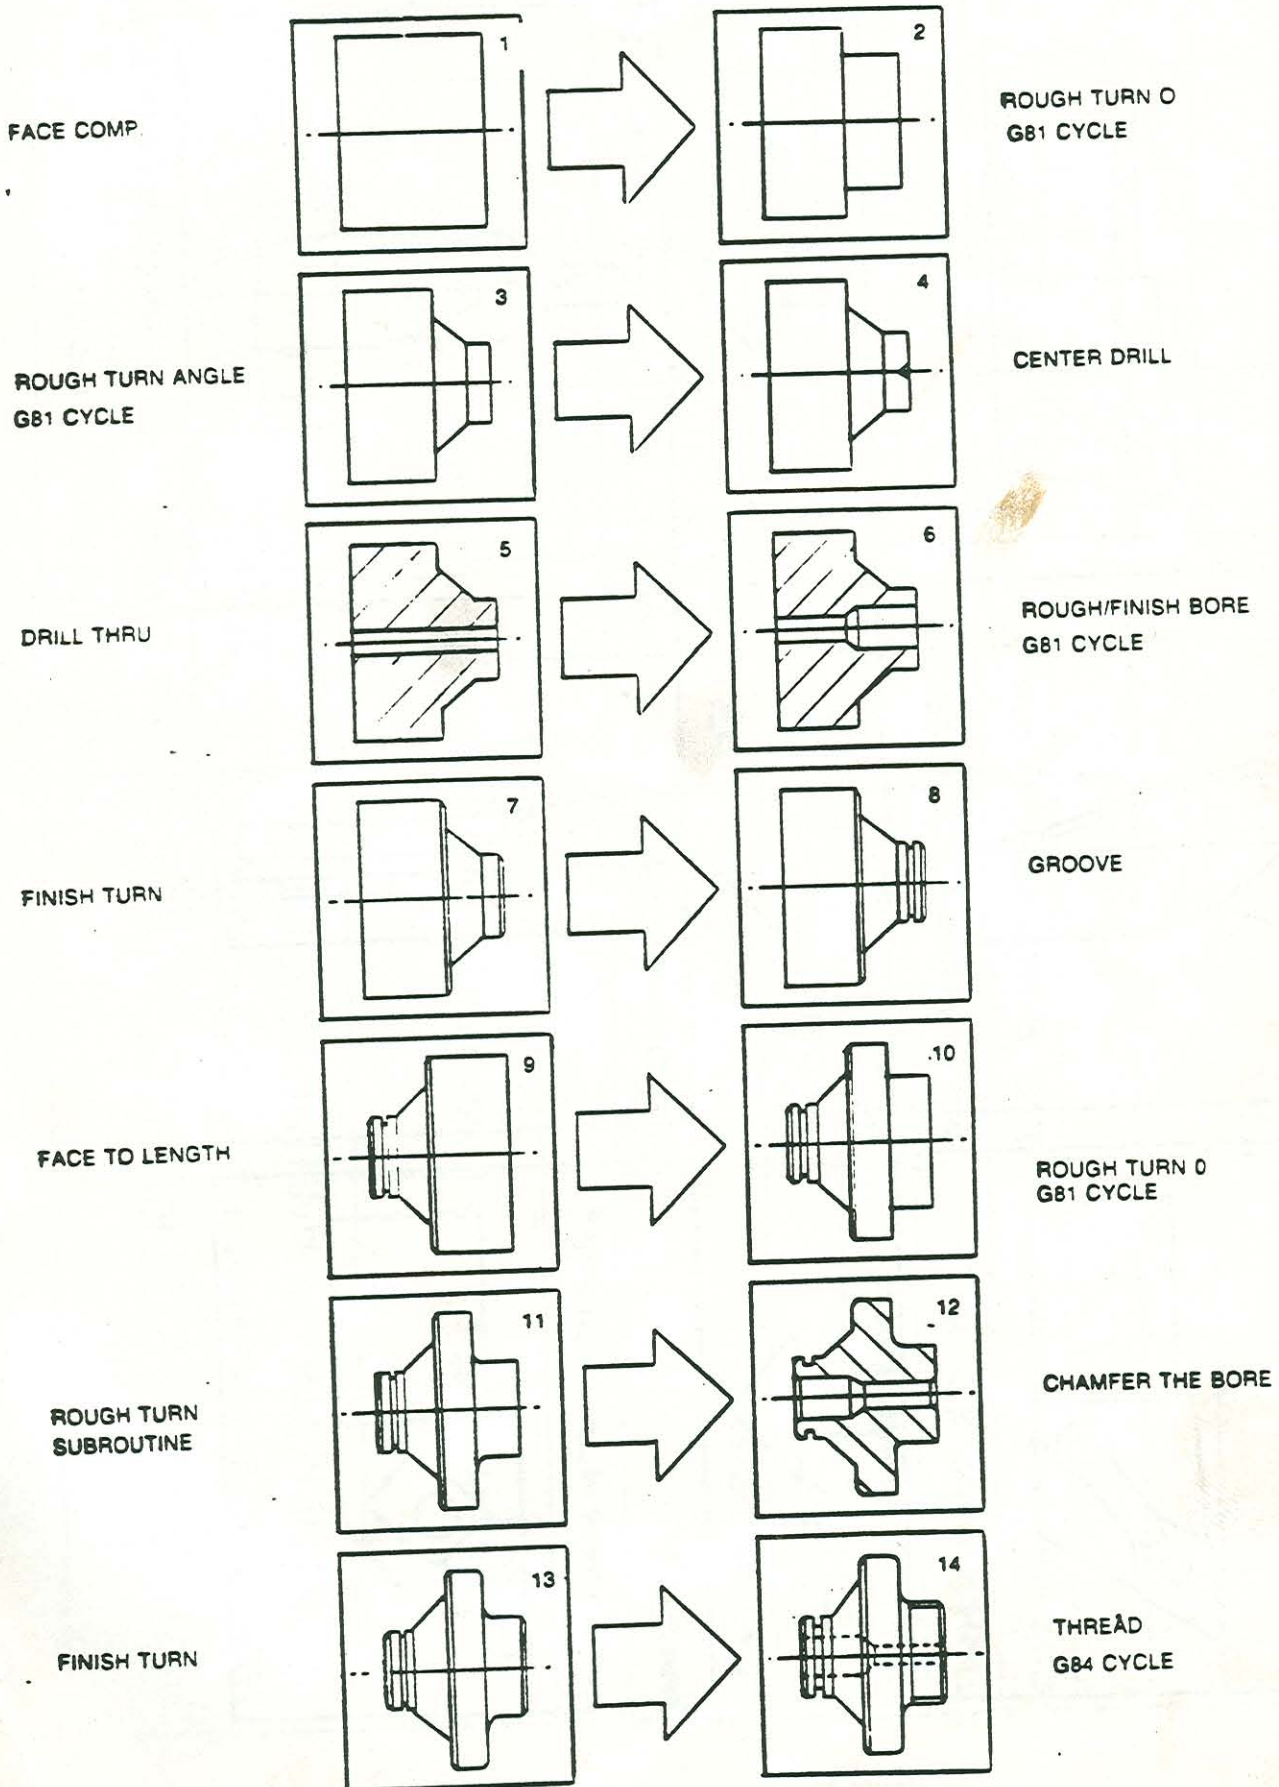 1
2
FACE COMP.
ROUGH TURN O
G81 CYCLE
3
4
ROUGH TURN ANGLE
G81 CYCLE
CENTER DRILL
5
6
DRILL THRU
ROUGH/FINISH BORE
G81 CYCLE
7
8
FINISH TURN
GROOVE
9
10
FACE TO LENGTH
ROUGH TURN 0
G81 CYCLE
11
12
ROUGH TURN
SUBROUTINE
CHAMFER THE BORE
13
14
FINISH TURN
THREAD
G84 CYCLE